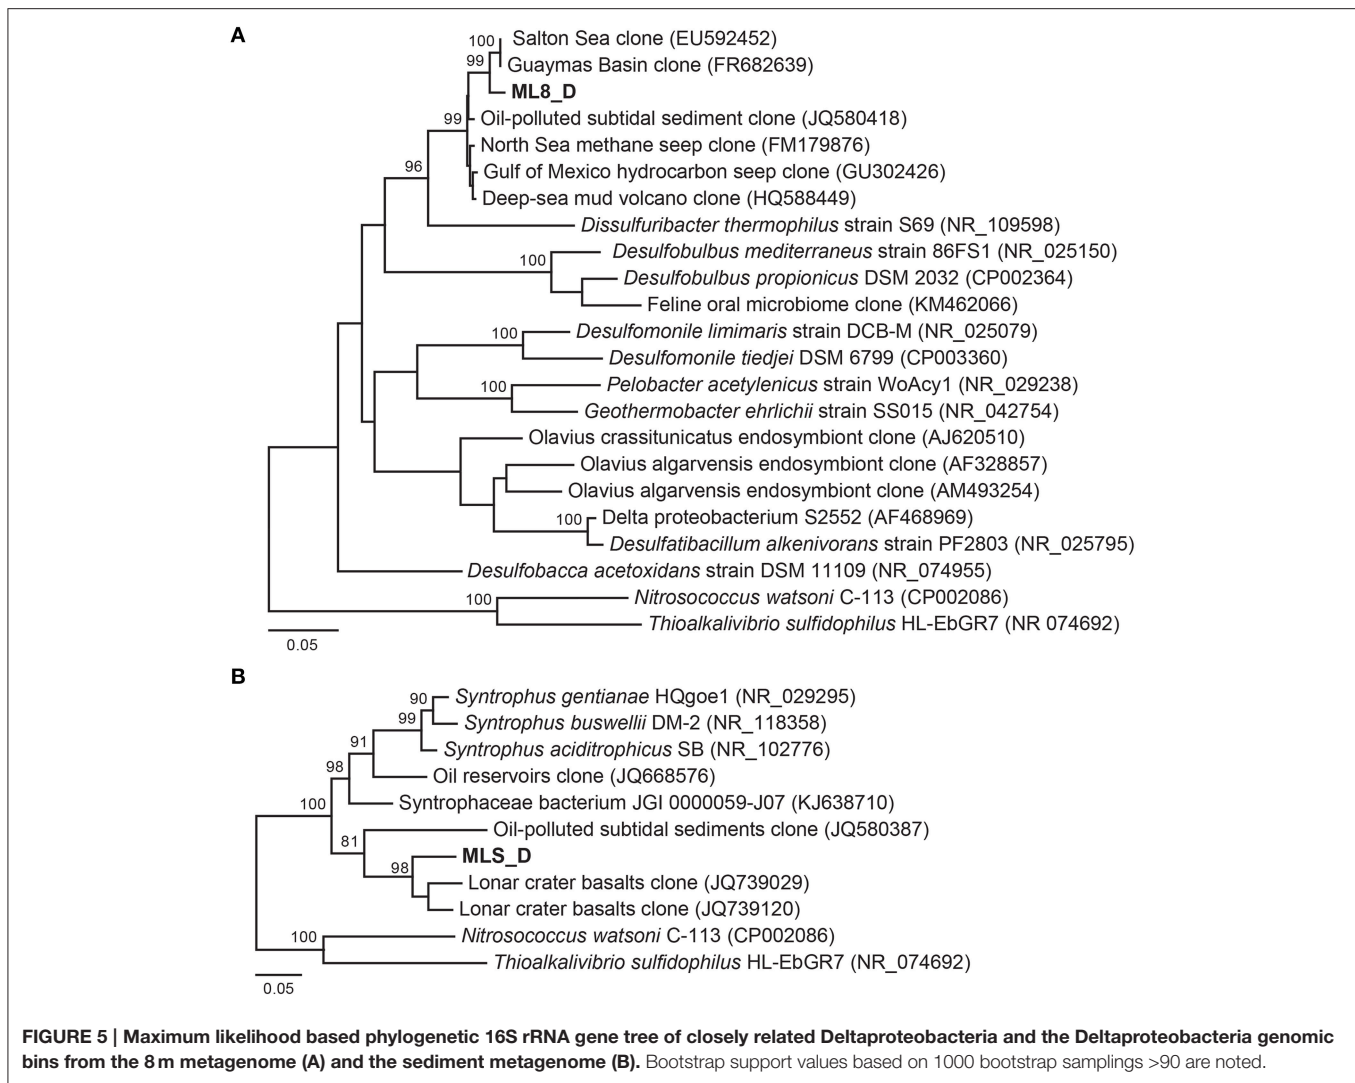 A
100 Salton Sea clone (EU592452)
99 Guaymas Basin clone (FR682639)
ML8_D
99 Oil-polluted subtidal sediment clone (JQ580418)
North Sea methane seep clone (FM179876)
96 Gulf of Mexico hydrocarbon seep clone (GU302426)
Deep-sea mud volcano clone (HQ588449)
Dissulfuribacter thermophilus strain S69 (NR_109598)
Desulfobulbus mediterraneus strain 86FS1 (NR_025150)
100 Desulfobulbus propionicus DSM 2032 (CP002364)
Feline oral microbiome clone (KM462066)
100 Desulfomonile limimaris strain DCB-M (NR_025079)
Desulfomonile tiedjei DSM 6799 (CP003360)
100 Pelobacter acetylenicus strain WoAcy1 (NR_029238)
Geothermobacter ehrlichii strain SS015 (NR_042754)
Olavius crassitunicatus endosymbiont clone (AJ620510)
Olavius algarvensis endosymbiont clone (AF328857)
Olavius algarvensis endosymbiont clone (AM493254)
100 Delta proteobacterium S2552 (AF468969)
Desulfatibacillum alkenivorans strain PF2803 (NR_025795)
Desulfobacca acetoxidans strain DSM 11109 (NR_074955)
100 Nitrosococcus watsoni C-113 (CP002086)
Thioalkalivibrio sulfidophilus HL-EbGR7 (NR 074692)
0.05
B
90 Syntrophus gentianae HQgoe1 (NR_029295)
99 Syntrophus buswellii DM-2 (NR_118358)
91 Syntrophus aciditrophicus SB (NR_102776)
98 Oil reservoirs clone (JQ668576)
100 Syntrophaceae bacterium JGI 0000059-J07 (KJ638710)
81 Oil-polluted subtidal sediments clone (JQ580387)
MLS_D
98 Lonar crater basalts clone (JQ739029)
Lonar crater basalts clone (JQ739120)
100 Nitrosococcus watsoni C-113 (CP002086)
Thioalkalivibrio sulfidophilus HL-EbGR7 (NR_074692)
0.05
FIGURE 5 | Maximum likelihood based phylogenetic 16S rRNA gene tree of closely related Deltaproteobacteria and the Deltaproteobacteria genomic
bins from the 8 m metagenome (A) and the sediment metagenome (B). Bootstrap support values based on 1000 bootstrap samplings >90 are noted.